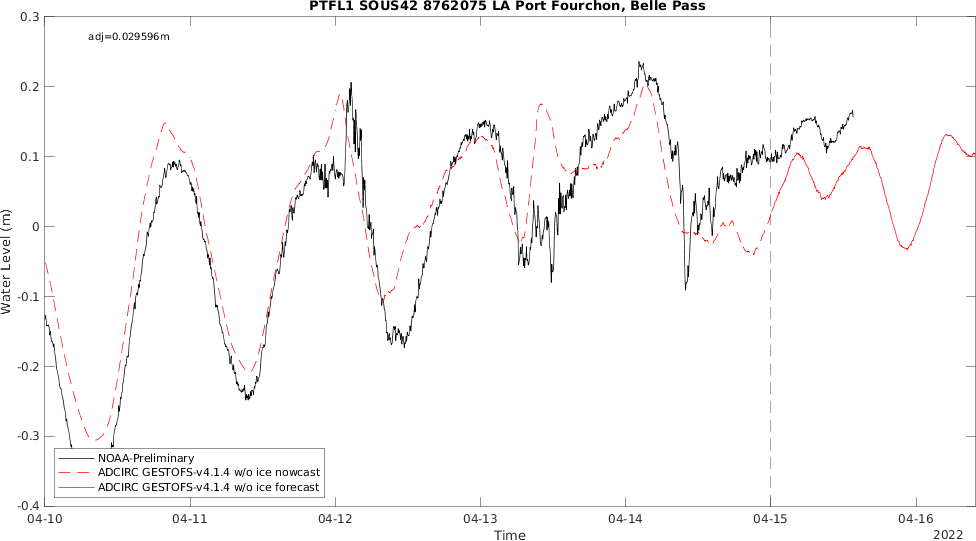 PTFL1 SOUS42 8762075 LA Port Fourchon, Belle Pass
adj=0.029596m
0.3
0.2
0.1
0
-0.1
-0.2
-0.3
-0.4
Water Level (m)
NOAA-Preliminary
ADCIRC GESTOFS-v4.1.4 w/o ice nowcast
ADCIRC GESTOFS-v4.1.4 w/o ice forecast
04-10 04-11 04-12 04-13 04-14 04-15 04-16
Time
2022